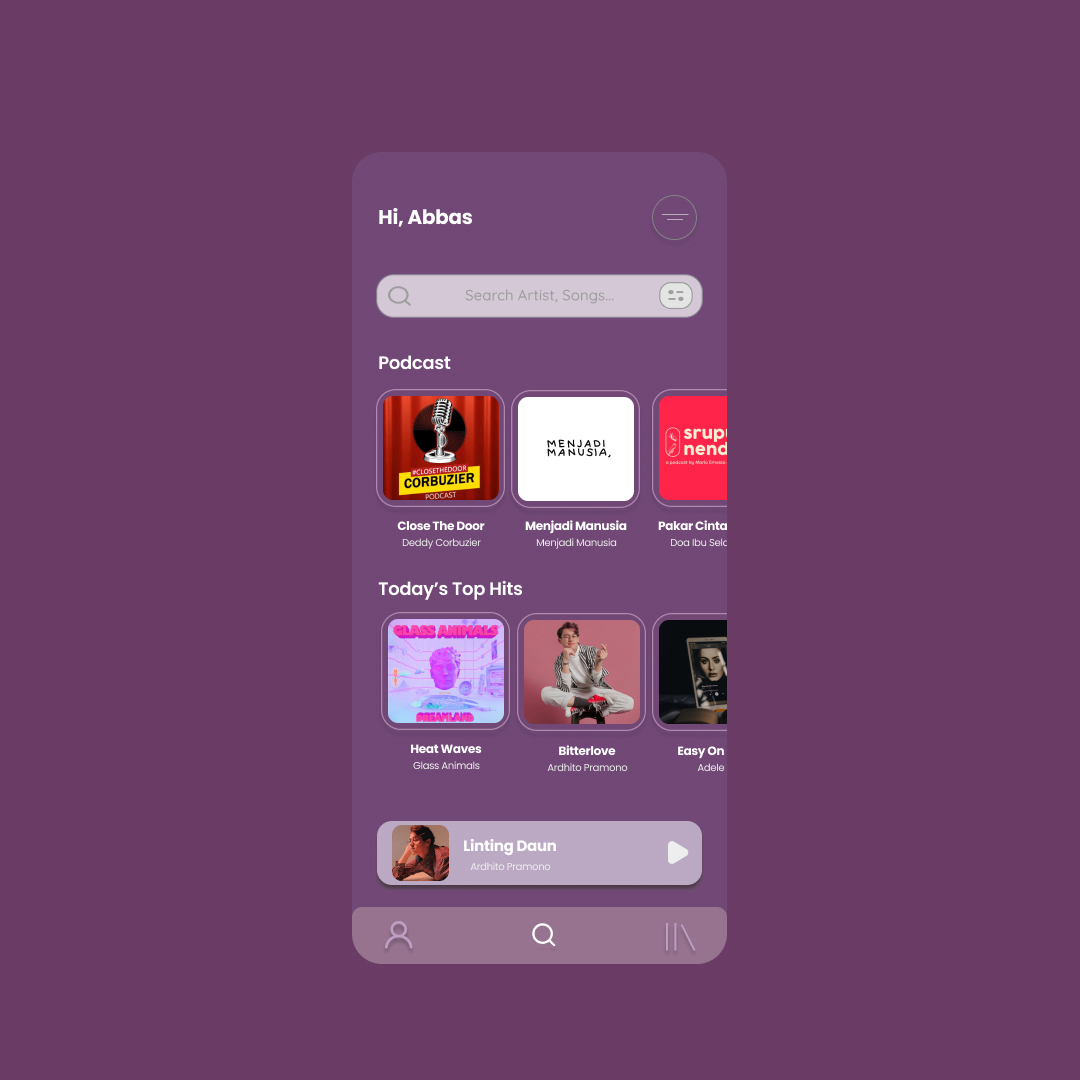 Hi, Abbas
Search Artist, Songs...
Podcast
#CLOSETHEDOOR
CORBUZIER
PODCAST
MENJADI
MANUSIA,
srupu
nend
a podcast by Mario Ernesto
Close The Door
Menjadi Manusia
Pakar Cinta
Deddy Corbuzier
Menjadi Manusia
Doa Ibu Sela
Today's Top Hits
GLASS ANIMALS
DREAMLAND
Heat Waves
Bitterlove
Easy On
Glass Animals
Ardhito Pramono
Adele
Linting Daun
Ardhito Pramono